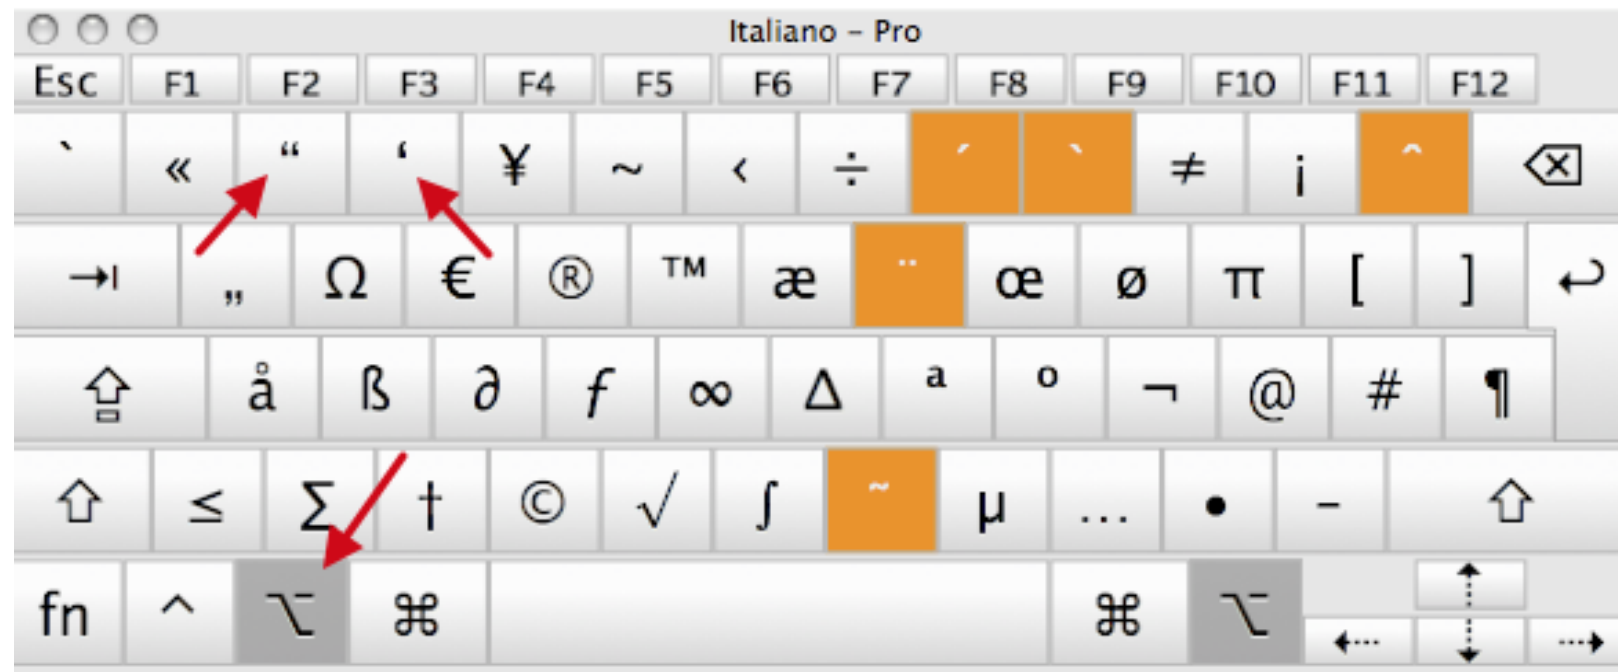 Italiano – Pro
Esc F1 F2 F3 F4 F5 F6 F7 F8 F9 F10 F11 F12
` « “ ‘ ¥ ~ ‹ ÷ ´ ` ≠ ¡ ˆ ⌫
⇥ „ Ω € ® ™ æ ¨ œ ø π [ ]
⇪ å ß ∂ ƒ ∞ ∆ ª º ¬ @ # ¶ ↩
⇧ ≤ ∑ † © √ ∫ ˜ µ … • – ⇧
fn ^ ⌥ ⌘ ⌘ ⌥ ⇠ ⇡ ⇣ ⇢